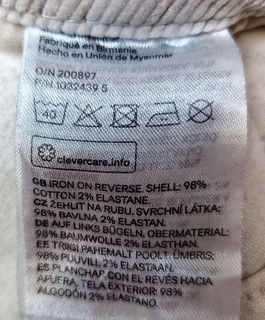 Fabriqué en Birmanie
Hecho en Unión de Myanmar
O/N 200897
P/N 1032439 5
40
clevercare.info
GB IRON ON REVERSE. SHELL: 98%
COTTON 2% ELASTANE.
CZ ŽEHLIT NA RUBU. SVRCHNÍ LÁTKA:
98% BAVLNA 2% ELASTAN.
DE AUF LINKS BÜGELN. OBERMATERIAL:
98% BAUMWOLLE 2% ELASTHAN.
EE TRIIGI PAHEMALT POOLT. ÜMBRIS:
98% PUUVILL 2% ELASTAAN.
ES PLANCHAR CON EL REVÉS HACIA
AFUERA. TELA EXTERIOR: 98%
ALGODÓN 2% ELASTANO.